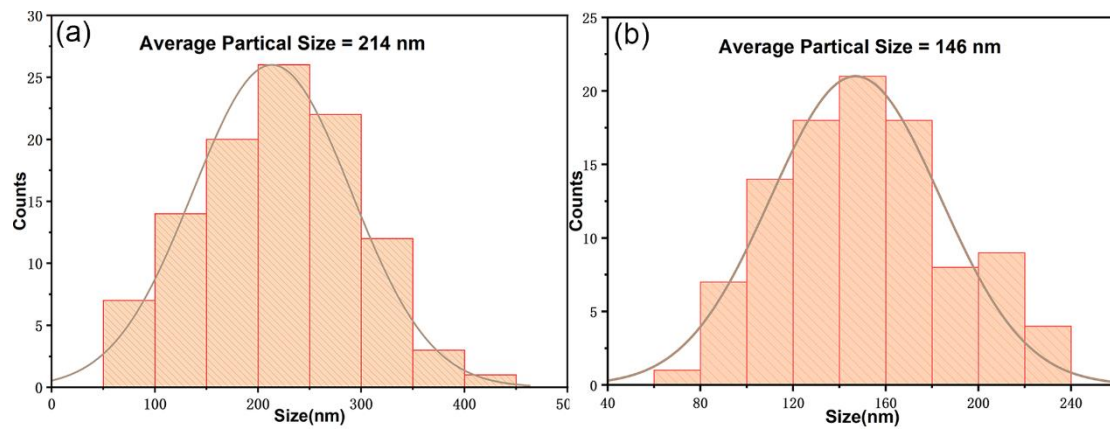 (a)
Average Partical Size = 214 nm
30
25
20
15
10
5
0
Counts
0 100 200 300 400 50
Size(nm)
(b)
Average Partical Size = 146 nm
25
20
15
10
5
0
Counts
40 80 120 160 200 240
Size(nm)